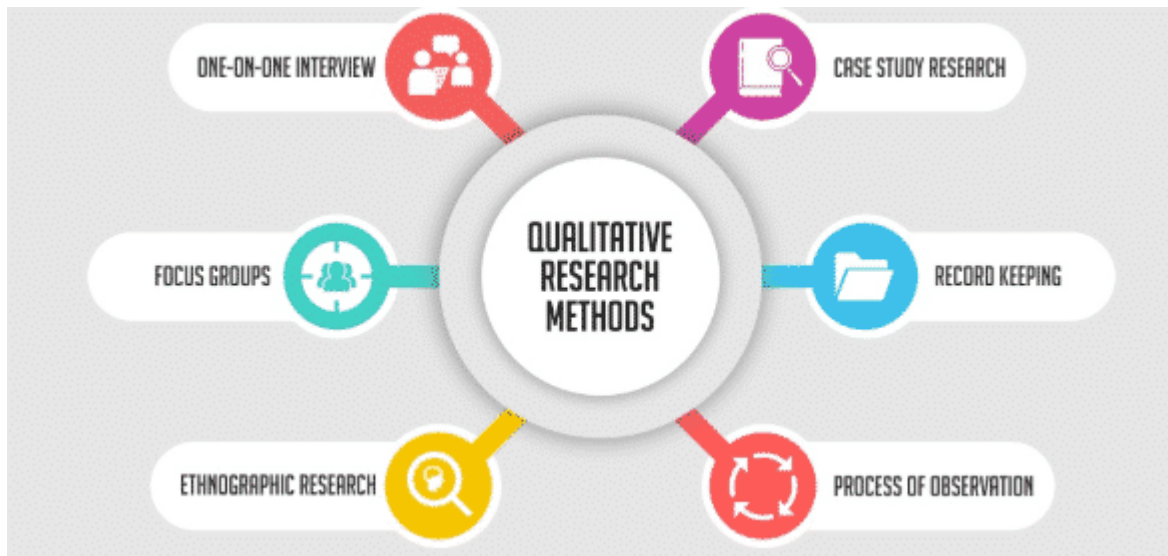 ONE-ON-ONE INTERVIEW
CASE STUDY RESEARCH
QUALITATIVE
RESEARCH
METHODS
FOCUS GROUPS
RECORD KEEPING
ETHNOGRAPHIC RESEARCH
PROCESS OF OBSERVATION